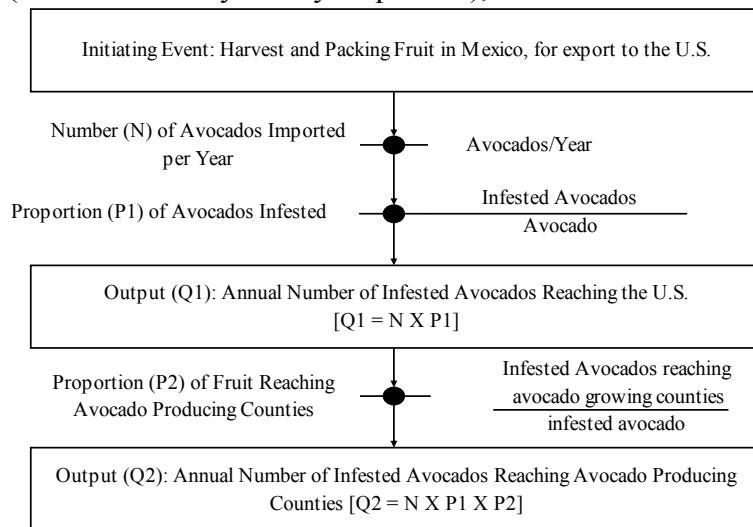 Initiating Event: Harvest and Packing Fruit in Mexico, for export to the U.S.
Number (N) of Avocados Imported
per Year
Avocados/Year
Proportion (P1) of Avocados Infested
Infested Avocados
Avocado
Output (Q1): Annual Number of Infested Avocados Reaching the U.S.
[Q1 = N X P1]
Proportion (P2) of Fruit Reaching
Avocado Producing Counties
Infested Avocados reaching
avocado growing counties
infested avocado
Output (Q2): Annual Number of Infested Avocados Reaching Avocado Producing
Counties [Q2 = N X P1 X P2]